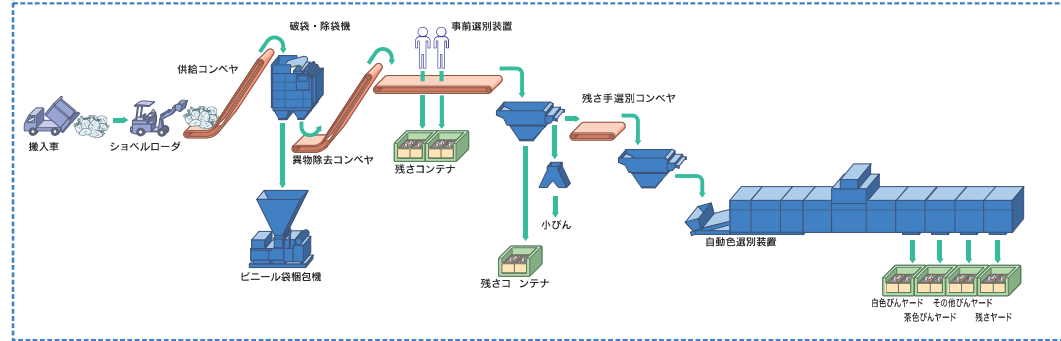 破袋・除袋機
事前選別装置
供給コンベヤ
残さ手選別コンベヤ
搬入車
ショベルローダ
異物除去コンベヤ
残さコンテナ
小びん
自動色選別装置
ビニール袋梱包機
残さコンテナ
白色びんヤード
その他びんヤード
茶色びんヤード
残さヤード